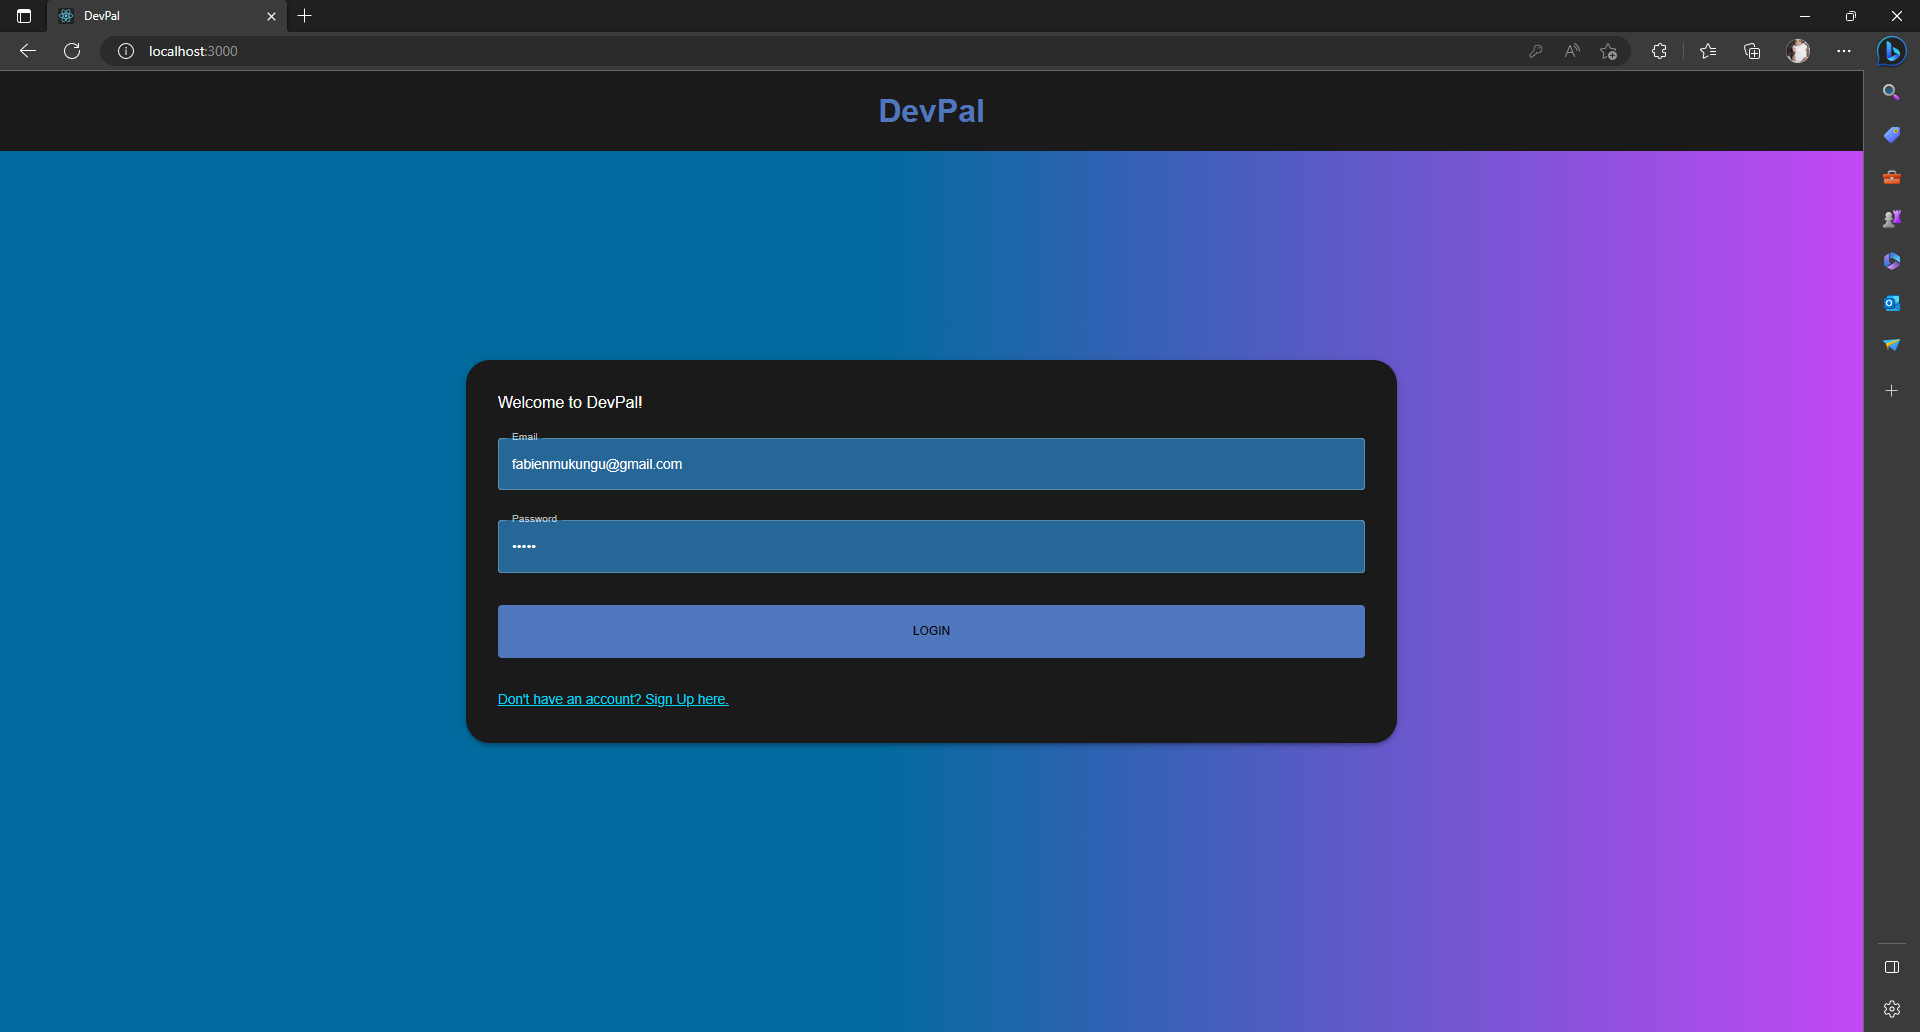 DevPal
localhost:3000
DevPal
Welcome to DevPal!
Email
fabienmukungu@gmail.com
Password
•••••
LOGIN
Don't have an account? Sign Up here.